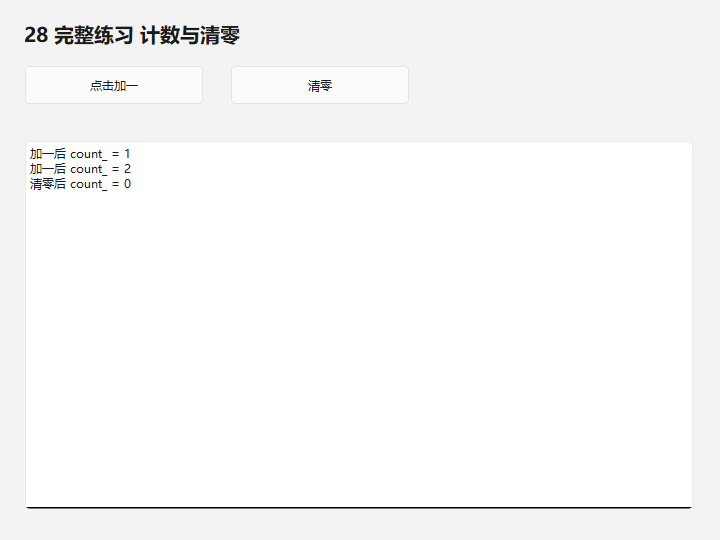 28 完整练习 计数与清零
点击加一
清零
加一后 count_ = 1
加一后 count_ = 2
清零后 count_ = 0